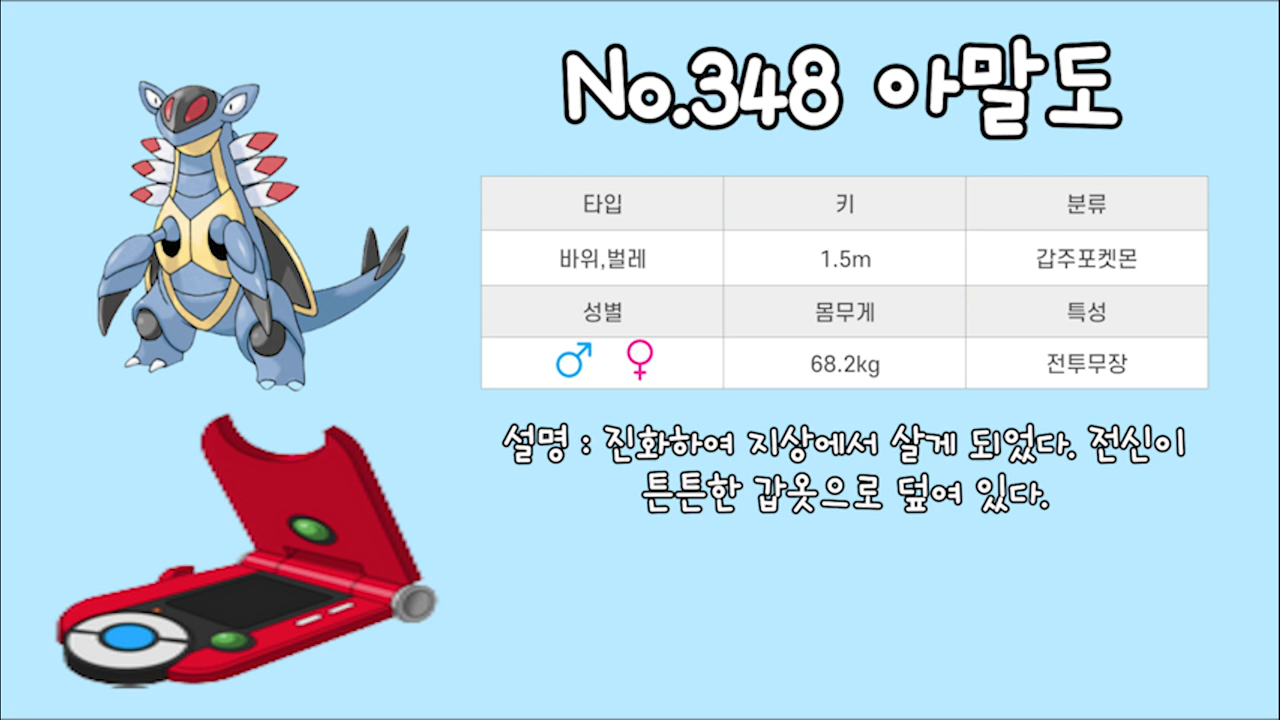 No.348 아말도
타입 키 분류
바위,벌레 1.5m 갑주포켓몬
성별 몸무게 특성
♂ ♀ 68.2kg 전투무장
설명 : 진화하여 지상에서 살게 되었다. 전신이
튼튼한 갑옷으로 덮여 있다.